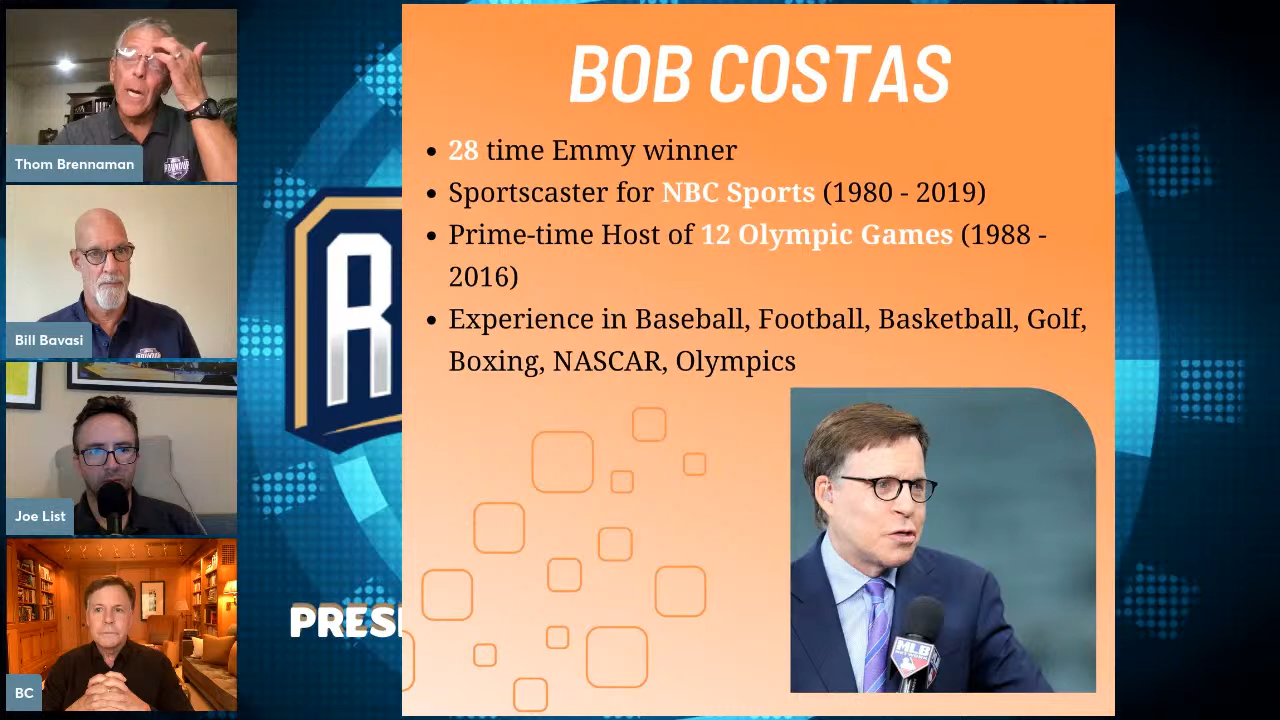 BOB COSTAS
• 28 time Emmy winner
• Sportscaster for NBC Sports (1980 - 2019)
• Prime-time Host of 12 Olympic Games (1988 -
2016)
• Experience in Baseball, Football, Basketball, Golf,
Boxing, NASCAR, Olympics
Thom Brennaman
Bill Bavasi
Joe List
BC
R
PRES
MLB